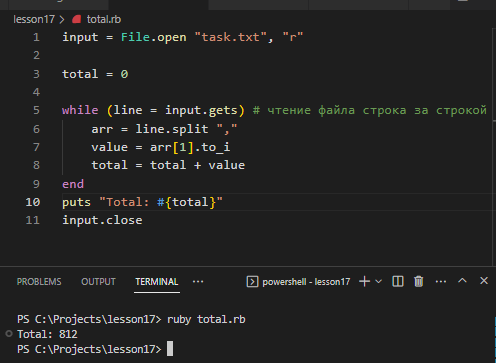 lesson17 > total.rb
1 input = File.open "task.txt", "r"
2
3 total = 0
4
5 while (line = input.gets) # чтение файла строка за строкой
6 arr = line.split ","
7 value = arr[1].to_i
8 total = total + value
9 end
10 puts "Total: #{total}"
11 input.close
PROBLEMS OUTPUT TERMINAL ... powershell - lesson17
PS C:\Projects\lesson17> ruby total.rb
Total: 812
PS C:\Projects\lesson17>